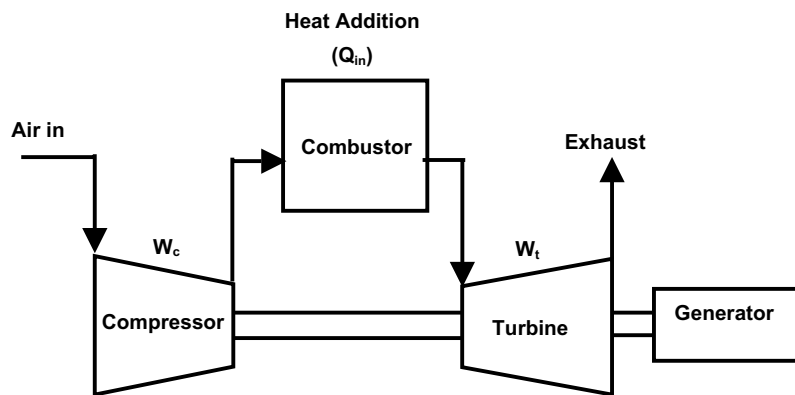 Heat Addition
(Qin)
Air in
Combustor
Exhaust
Wc
Wt
Compressor
Turbine
Generator